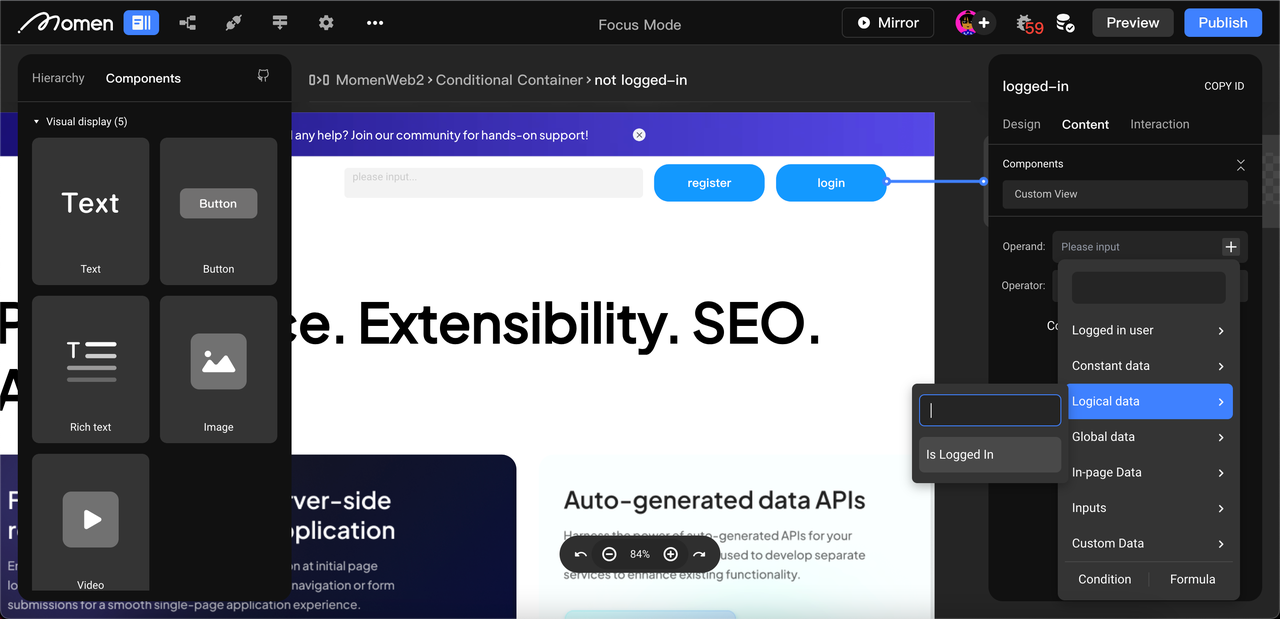 Momen
Focus Mode
Mirror
59
Preview
Publish
Hierarchy
Components
MomenWeb2 > Conditional Container > not logged-in
logged-in
COPY ID
Visual display (5)
any help? Join our community for hands-on support!
Design
Content
Interaction
Text
Text
Button
Button
please input...
register
login
Components
Custom View
Operand:
Please input
Operator:
ce. Extensibility. SEO.
Rich text
Image
Logged in user
Constant data
Logical data
Global data
In-page Data
Inputs
Custom Data
Condition
Formula
Is Logged In
Video
rver-side
plication
on at initial page
navigation or form
submissions for a smooth single-page application experience.
Auto-generated data APIs
Harness the power of auto-generated APIs for your
used to develop separate
services to enhance existing functionality.
84%